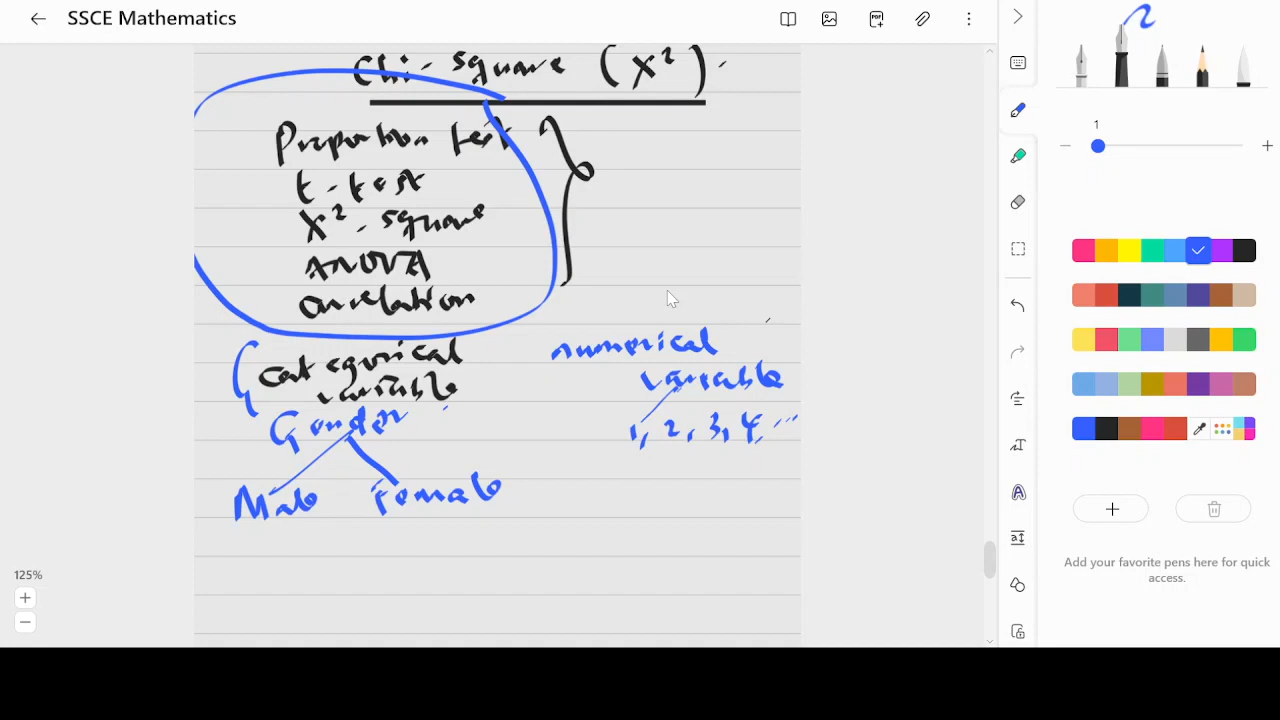 SSCE Mathematics
Chi-square (X²).
Proportion test
t-test
X²-square
ANOVA
Correlation
Categorical
variable
numerical
variable
Gender
1, 2, 3, 4, ...
Male Female
125%
1
Add your favorite pens here for quick
access.